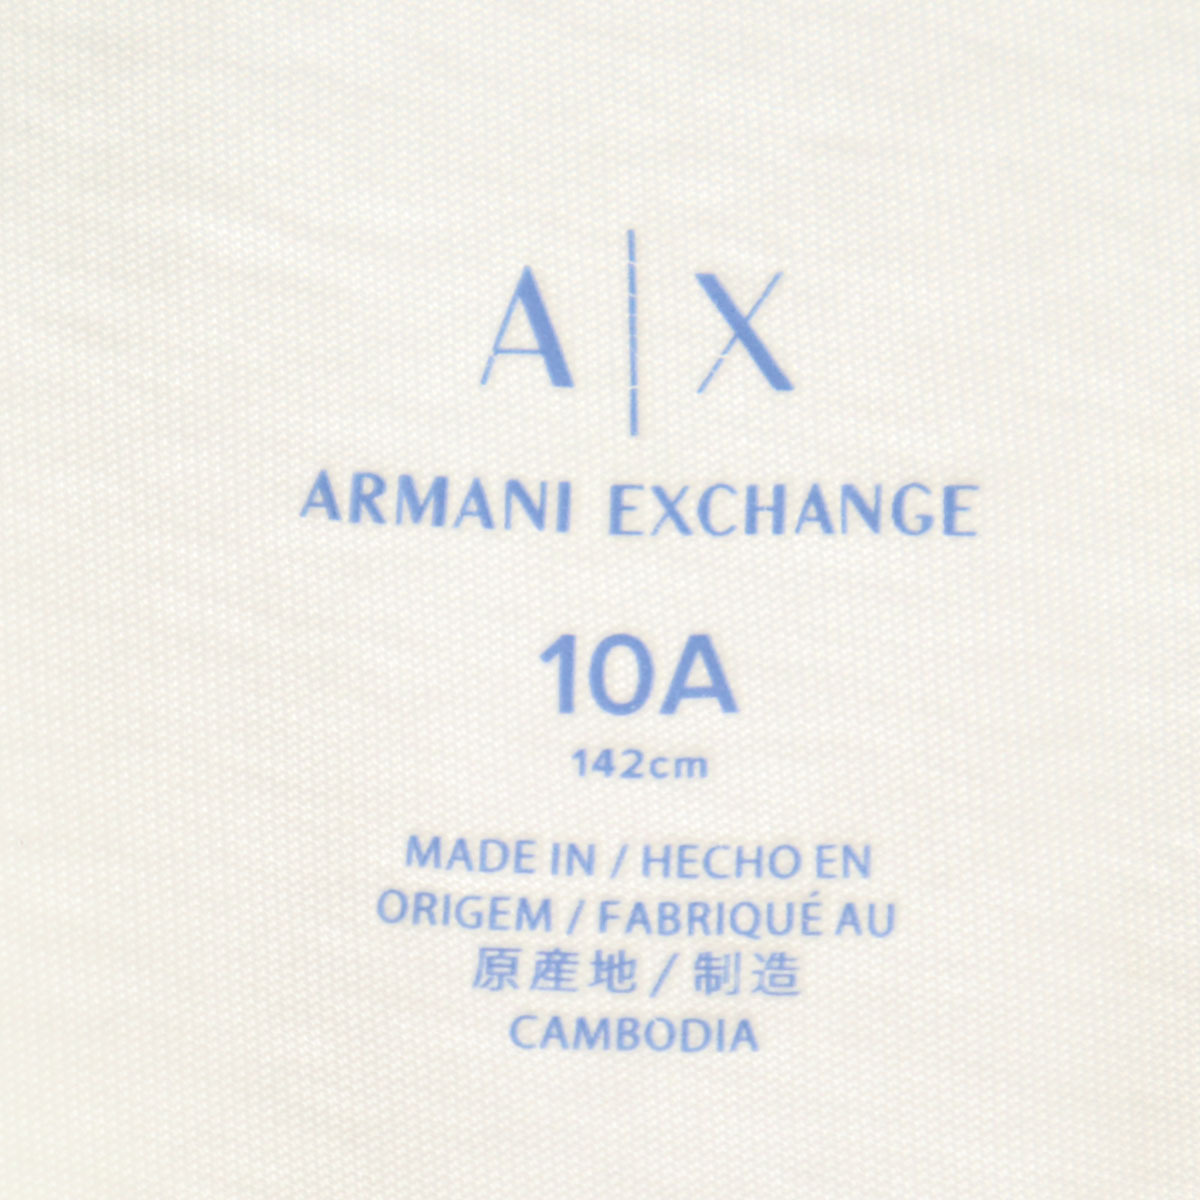 A|X
ARMANI EXCHANGE
10A
142cm
MADE IN / HECHO EN
ORIGEM / FABRIQUÉ AU
原産地 / 制造
CAMBODIA